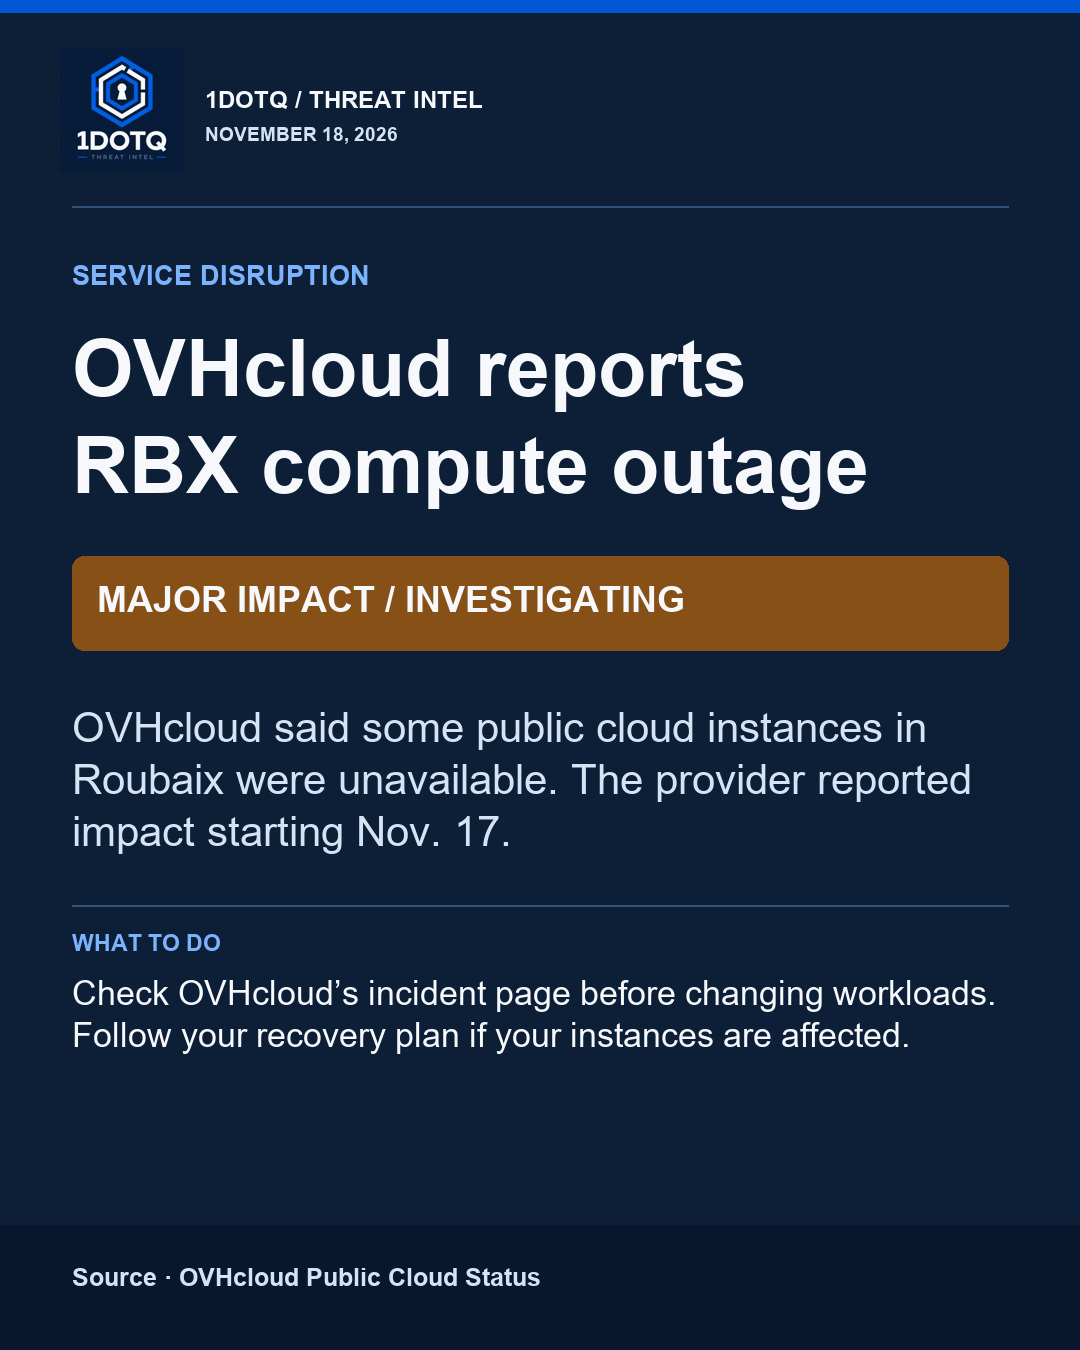 1DOTQ
THREAT INTEL
1DOTQ / THREAT INTEL
NOVEMBER 18, 2026
SERVICE DISRUPTION
OVHcloud reports
RBX compute outage
MAJOR IMPACT / INVESTIGATING
OVHcloud said some public cloud instances in
Roubaix were unavailable. The provider reported
impact starting Nov. 17.
WHAT TO DO
Check OVHcloud’s incident page before changing workloads.
Follow your recovery plan if your instances are affected.
Source · OVHcloud Public Cloud Status